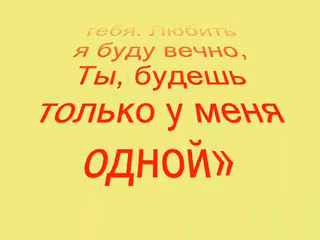 тебя. Любить
я буду вечно,
Ты, будешь
только у меня
одной»